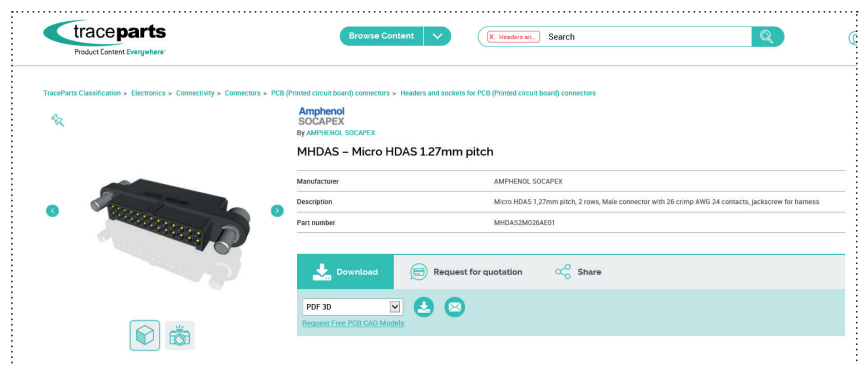 traceparts
Product Content Everywhere
Browse Content
X Headers an... Search
TraceParts Classification > Electronics > Connectivity > Connectors > PCB (Printed circuit board) connectors > Headers and sockets for PCB (Printed circuit board) connectors
Amphenol
SOCAPEX
By AMPHENOL SOCAPEX
MHDAS – Micro HDAS 1.27mm pitch
Manufacturer AMPHENOL SOCAPEX
Description Micro HDAS 1,27mm pitch, 2 rows, Male connector with 26 crimp AWG 24 contacts, jackscrew for harness
Part number MHDAS2M026AE01
Download Request for quotation Share
PDF 3D
Request Free PCB CAD Models